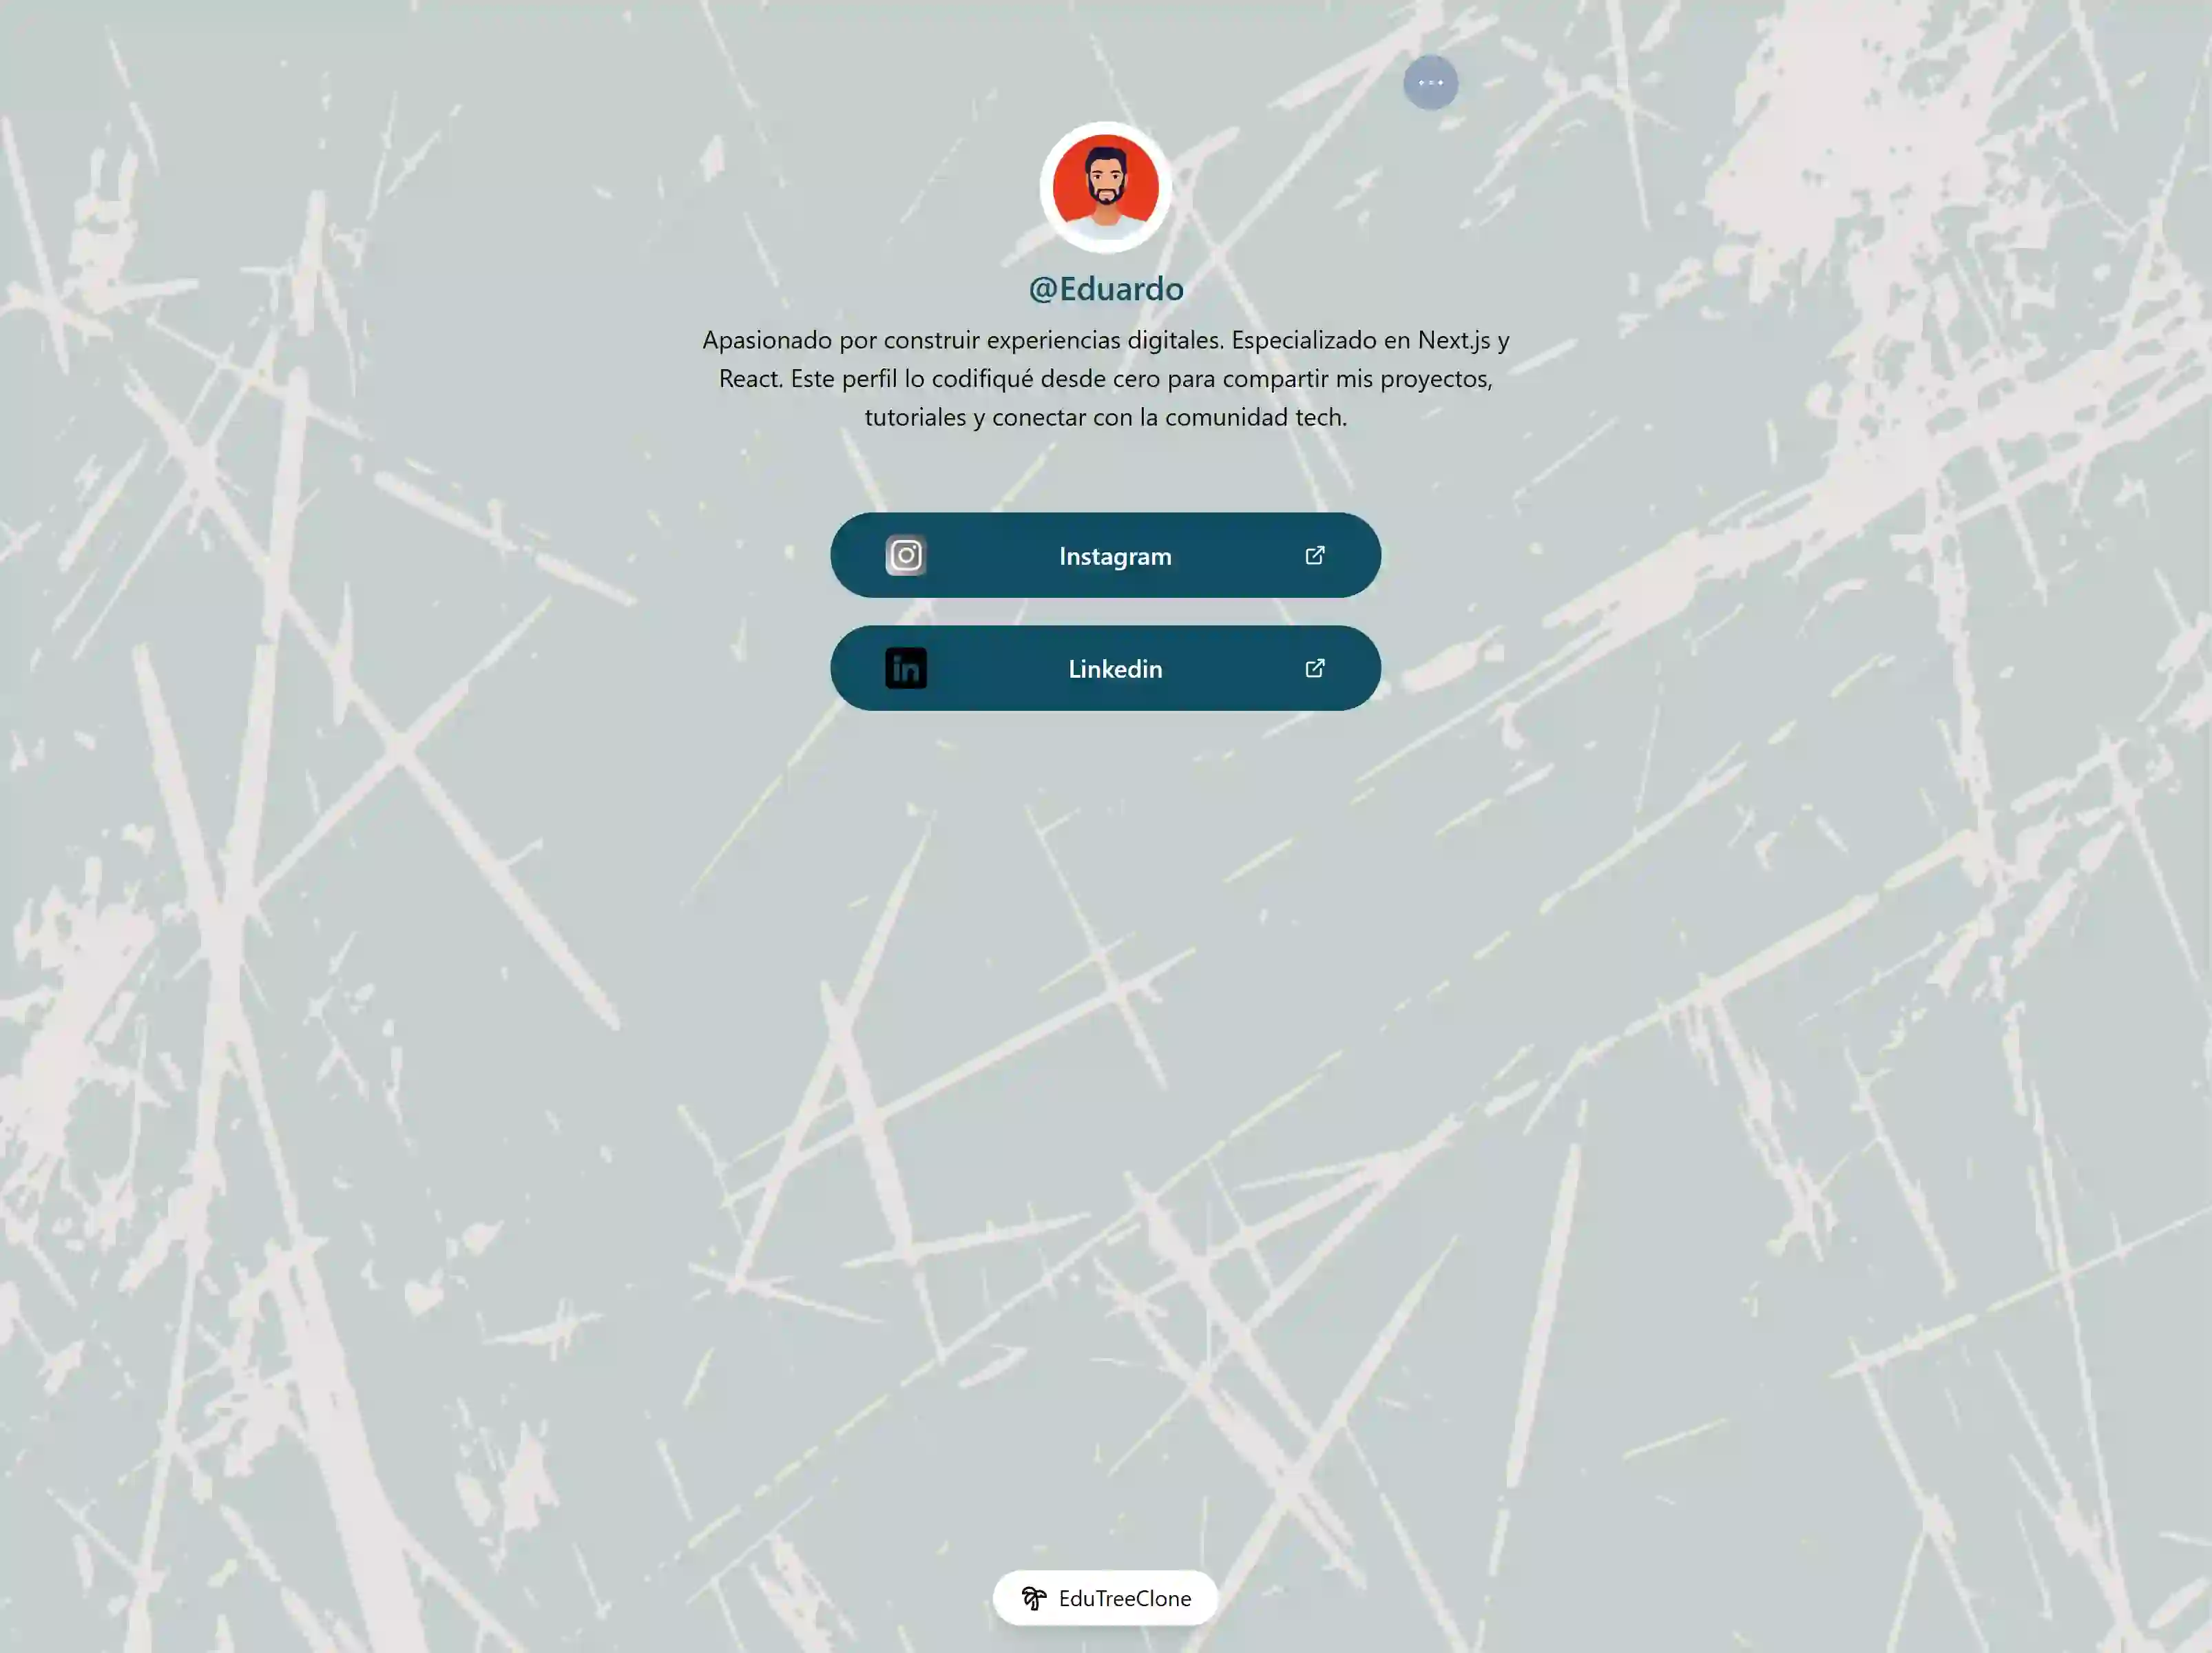 @Eduardo
Apasionado por construir experiencias digitales. Especializado en Next.js y
React. Este perfil lo codifiqué desde cero para compartir mis proyectos,
tutoriales y conectar con la comunidad tech.
Instagram
in Linkedin
EduTreeClone